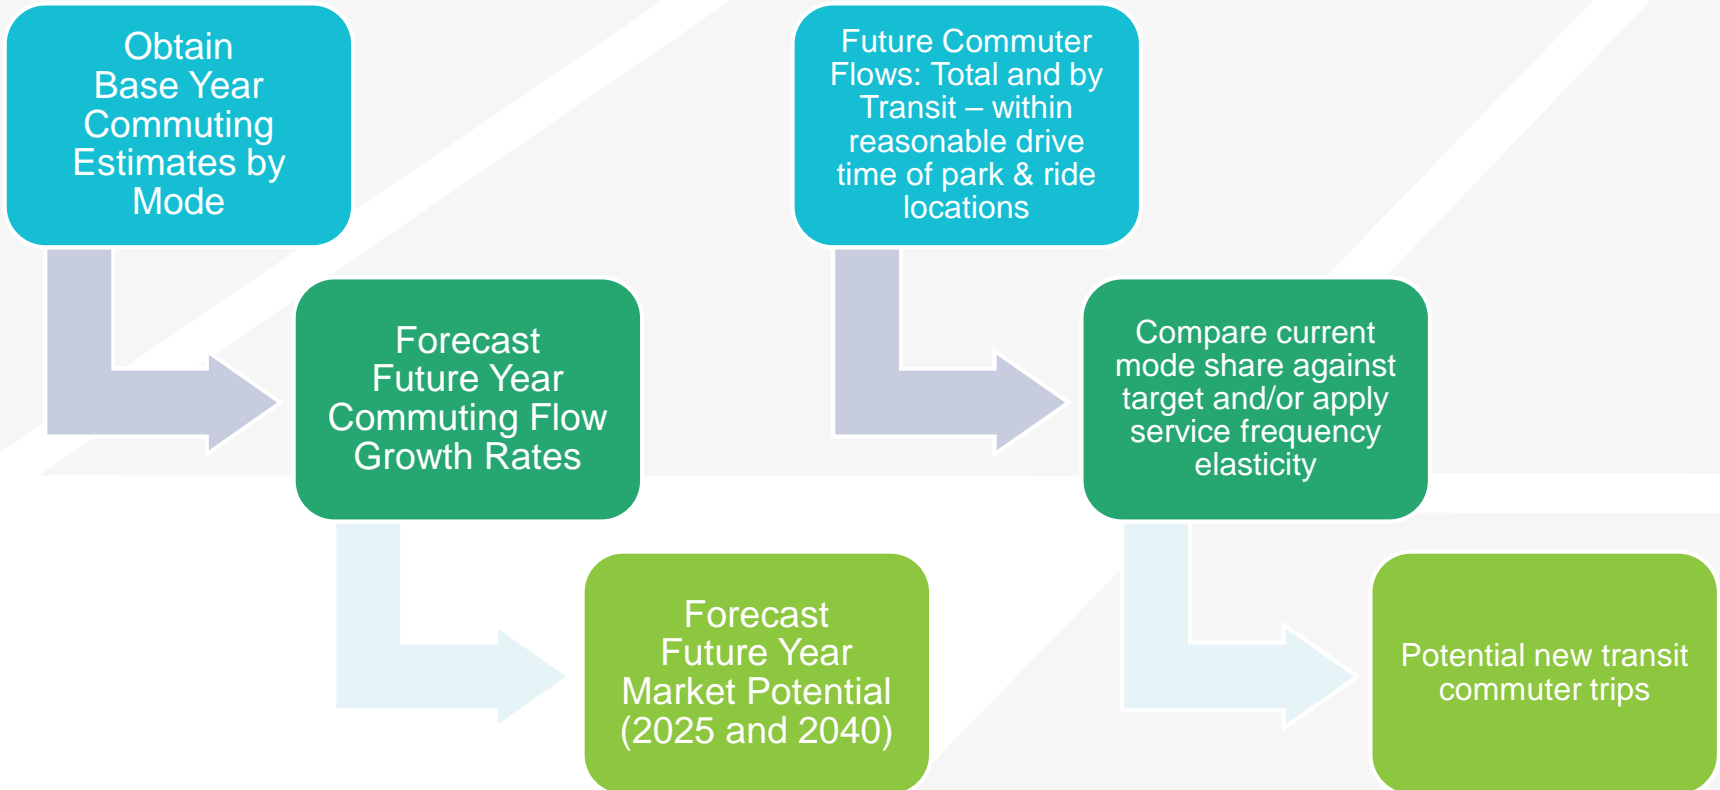 Obtain
Base Year
Commuting
Estimates by
Mode
Forecast
Future Year
Commuting Flow
Growth Rates
Forecast
Future Year
Market Potential
(2025 and 2040)
Future Commuter
Flows: Total and by
Transit – within
reasonable drive
time of park & ride
locations
Compare current
mode share against
target and/or apply
service frequency
elasticity
Potential new transit
commuter trips